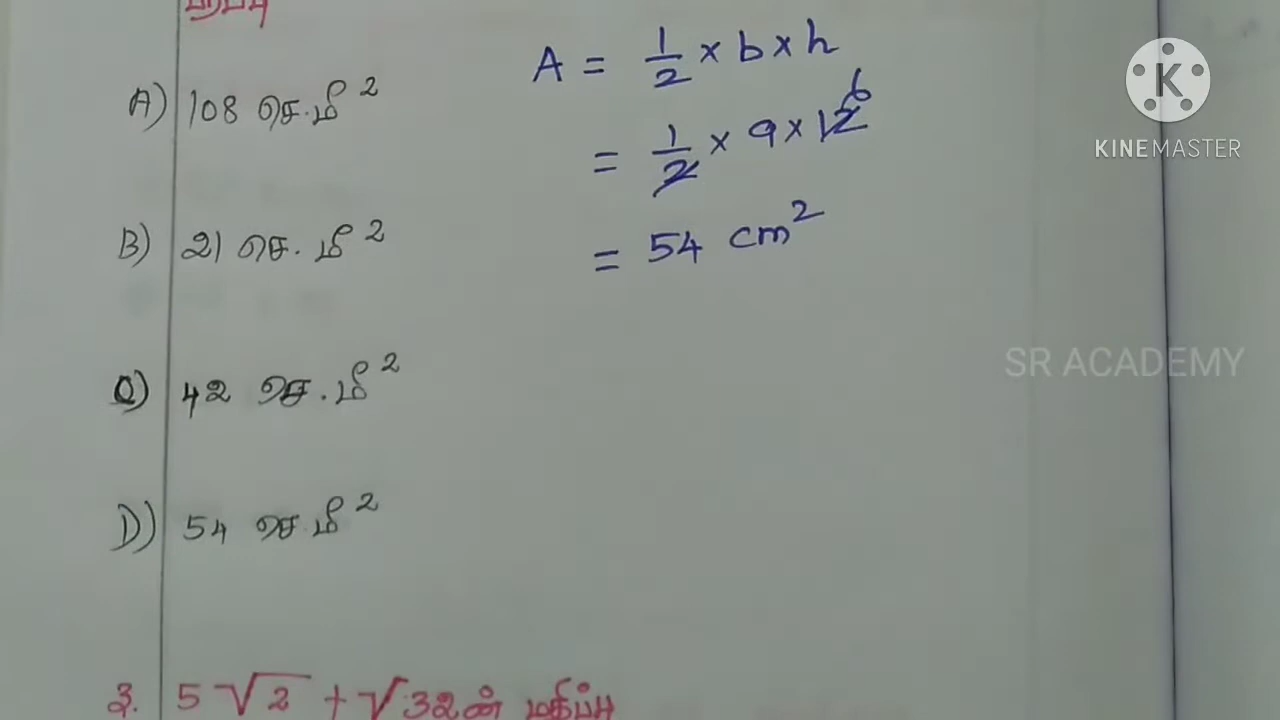 பரப்பு
A) 108 செ.மீ²
B) 21 செ.மீ²
C) 42 செ.மீ²
D) 54 செ.மீ²
A = 1/2 × b × h
= 1/2 × 9 × 12 6
= 54 cm²
3. 5√2 + √32ன் மதிப்பு
K
KINEMASTER
SR ACADEMY